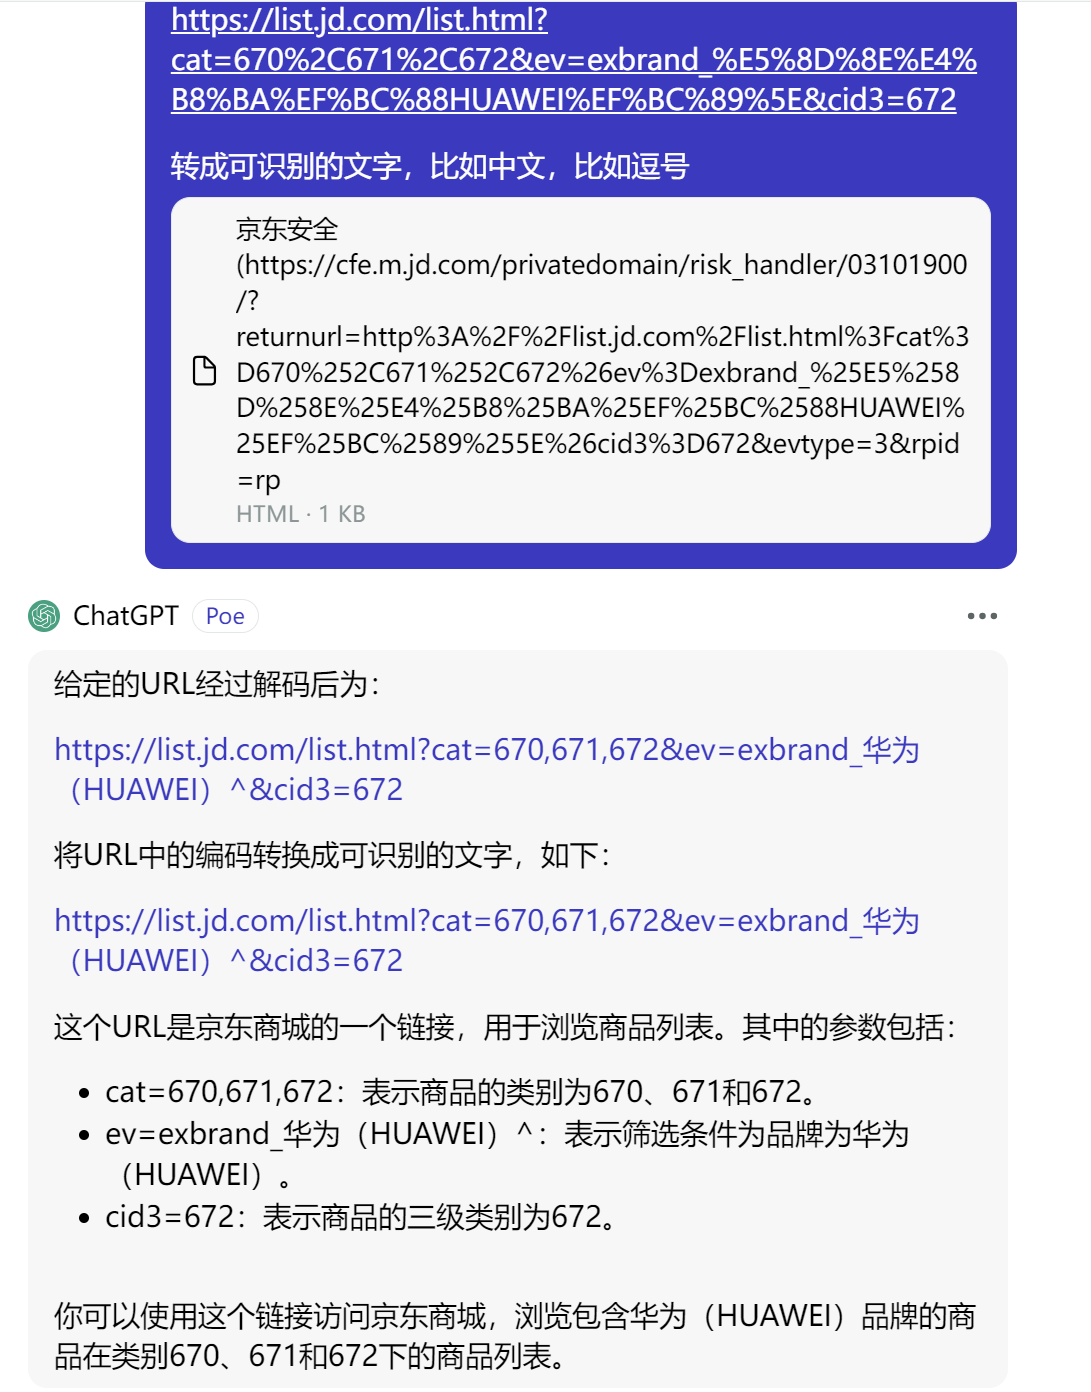 https://list.jd.com/list.html?
cat=670%2C671%2C672&ev=exbrand_%E5%8D%8E%E4%
B8%BA%EF%BC%88HUAWEI%EF%BC%89%5E&cid3=672
转成可识别的文字，比如中文，比如逗号
京东安全
(https://cfe.m.jd.com/privatedomain/risk_handler/03101900
/?
returnurl=http%3A%2F%2Flist.jd.com%2Flist.html%3Fcat%3
D670%252C671%252C672%26ev%3Dexbrand_%25E5%258
D%258E%25E4%25B8%25BA%25EF%25BC%2588HUAWEI%
25EF%25BC%2589%255E%26cid3%3D672&evtype=3&rpid
=rp
HTML · 1 KB
ChatGPT Poe
给定的URL经过解码后为：
https://list.jd.com/list.html?cat=670,671,672&ev=exbrand_华为
（HUAWEI）^&cid3=672
将URL中的编码转换成可识别的文字，如下：
https://list.jd.com/list.html?cat=670,671,672&ev=exbrand_华为
（HUAWEI）^&cid3=672
这个URL是京东商城的一个链接，用于浏览商品列表。其中的参数包括：
• cat=670,671,672：表示商品的类别为670、671和672。
• ev=exbrand_华为（HUAWEI）^：表示筛选条件为品牌为华为
（HUAWEI）。
• cid3=672：表示商品的三级类别为672。
你可以使用这个链接访问京东商城，浏览包含华为（HUAWEI）品牌的商
品在类别670、671和672下的商品列表。